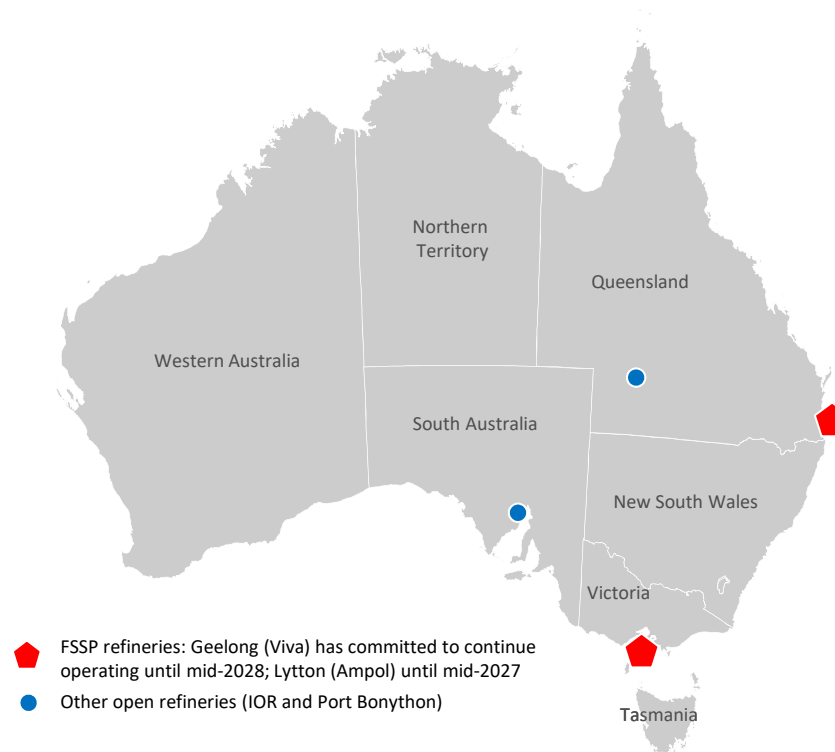 Northern
Territory
Queensland
Western Australia
South Australia
New South Wales
Victoria
FSSP refineries: Geelong (Viva) has committed to continue
operating until mid-2028; Lytton (Ampol) until mid-2027
Other open refineries (IOR and Port Bonython)
Tasmania